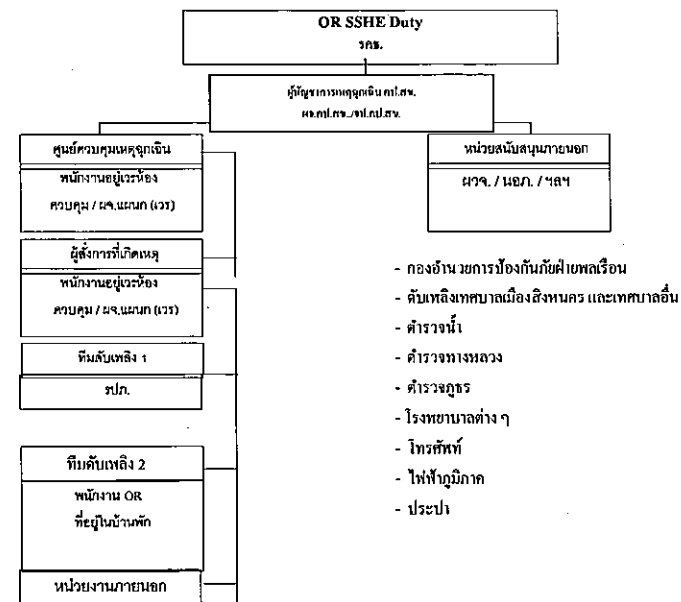 OR SSHE Duty
รคช.
ผู้บัญชาการเหตุฉุกเฉิน คป.สข.
ผจ.คป.สข../จป.คป.สข.
ศูนย์ควบคุมเหตุฉุกเฉิน
พนักงานอยู่เวรห้อง
ควบคุม / ผจ.แผนก (เวร)
ผู้สั่งการที่เกิดเหตุ
พนักงานอยู่เวรห้อง
ควบคุม / ผจ.แผนก (เวร)
ทีมดับเพลิง 1
รปภ.
ทีมดับเพลิง 2
พนักงาน OR
ที่อยู่ในบ้านพัก
หน่วยงานภายนอก
หน่วยสนับสนุนภายนอก
ผวจ. / นอภ. / ฯลฯ
- กองอำนวยการป้องกันภัยฝ่ายพลเรือน
- ดับเพลิงเทศบาลเมืองสิงหนคร และเทศบาลอื่น
- ตำรวจน้ำ
- ตำรวจทางหลวง
- ตำรวจภูธร
- โรงพยาบาลต่าง ๆ
- โทรศัพท์
- ไฟฟ้าภูมิภาค
- ประปา